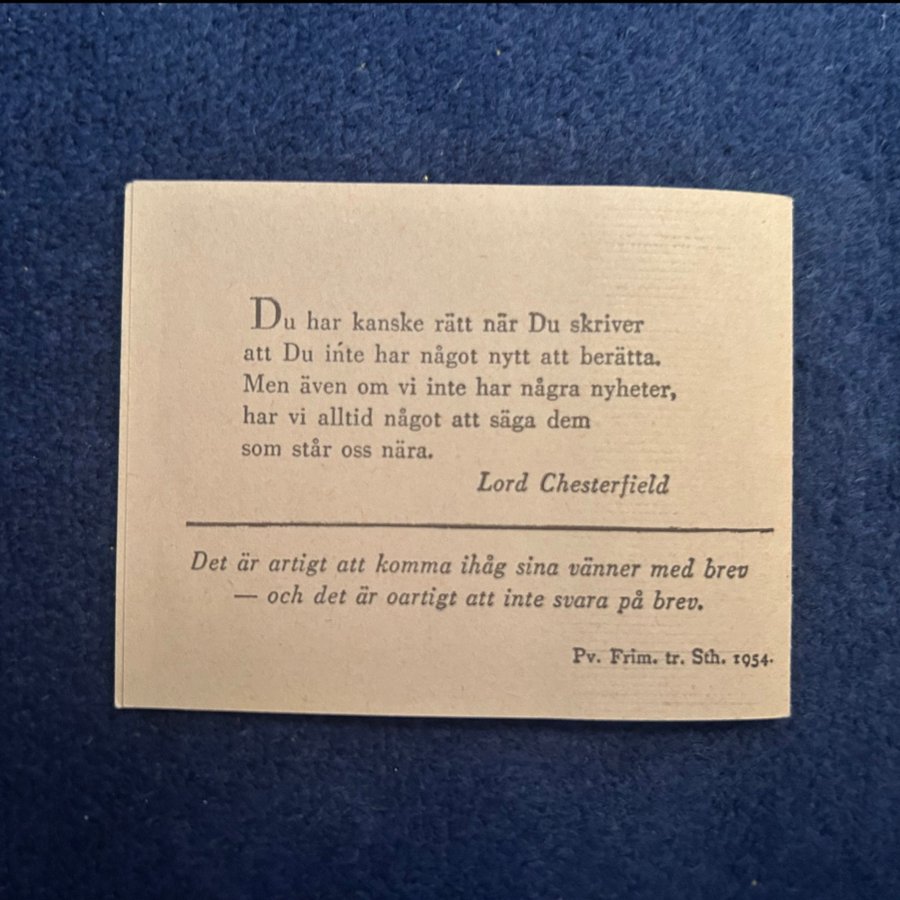 Du har kanske rätt när Du skriver
att Du inte har något nytt att berätta.
Men även om vi inte har några nyheter,
har vi alltid något att säga dem
som står oss nära.
Lord Chesterfield
Det är artigt att komma ihåg sina vänner med brev
— och det är oartigt att inte svara på brev.
Pv. Frim. tr. Sth. 1954.